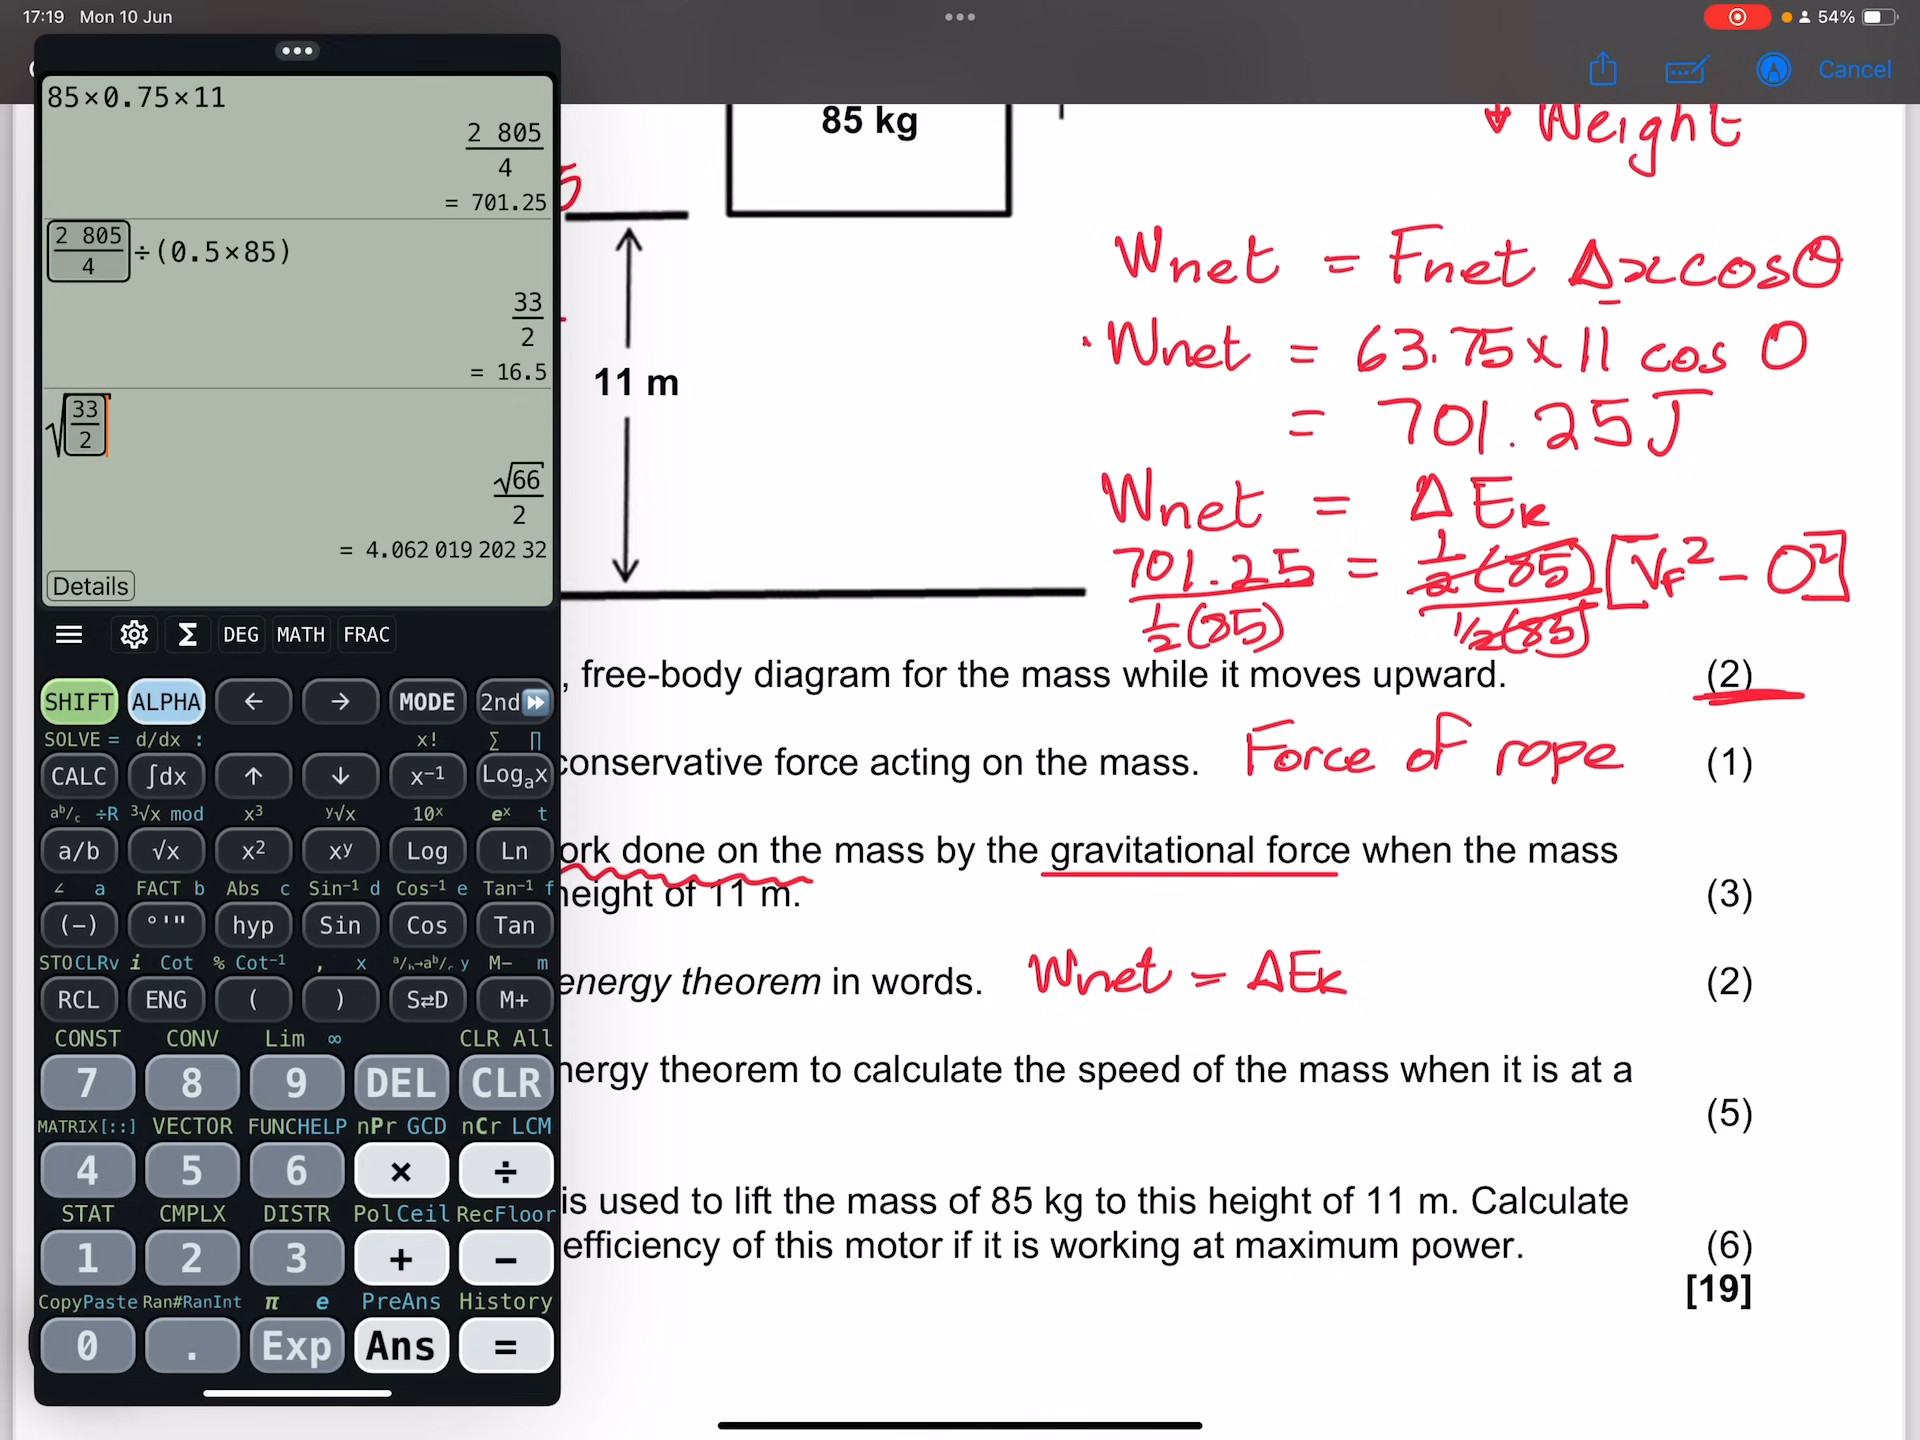 17:19 Mon 10 Jun
54%
Cancel
85×0.75×11
2 805
4
= 701.25
2 805
4
÷(0.5×85)
33
2
= 16.5
√33
2
√66
2
= 4.062 019 202 32
Details
DEG MATH FRAC
SHIFT ALPHA ← → MODE 2nd
SOLVE = d/dx : x! Σ ∏
CALC ∫dx ↑ ↓ x⁻¹ Logₐx
aᵇ/c ÷R ³√x mod x³ ʸ√x 10ˣ eˣ t
a/b √x x² xʸ Log Ln
∠ a FACT b Abs c Sin⁻¹ d Cos⁻¹ e Tan⁻¹ f
(−) °'" hyp Sin Cos Tan
STO CLRv i Cot % Cot⁻¹ , x y M− m
RCL ENG ( ) S⇄D M+
CONST CONV Lim ∞ CLR All
7 8 9 DEL CLR
MATRIX[::] VECTOR FUNC HELP nPr GCD nCr LCM
4 5 6 × ÷
STAT CMPLX DISTR Pol Ceil Rec Floor
1 2 3 + −
Copy Paste Ran# RanInt π e PreAns History
0 . Exp Ans =
85 kg
Weight
5
11 m
Wnet = Fnet Δx cosθ
Wnet = 63.75 × 11 cos 0
= 701.25 J
Wnet = ΔEk
701.25 = ½(85) [Vf² − 0²]
½(85) ½(85)
, free-body diagram for the mass while it moves upward. (2)
conservative force acting on the mass. Force of rope (1)
ork done on the mass by the gravitational force when the mass
height of 11 m. (3)
energy theorem in words. Wnet = ΔEk (2)
nergy theorem to calculate the speed of the mass when it is at a
(5)
is used to lift the mass of 85 kg to this height of 11 m. Calculate
efficiency of this motor if it is working at maximum power. (6)
[19]